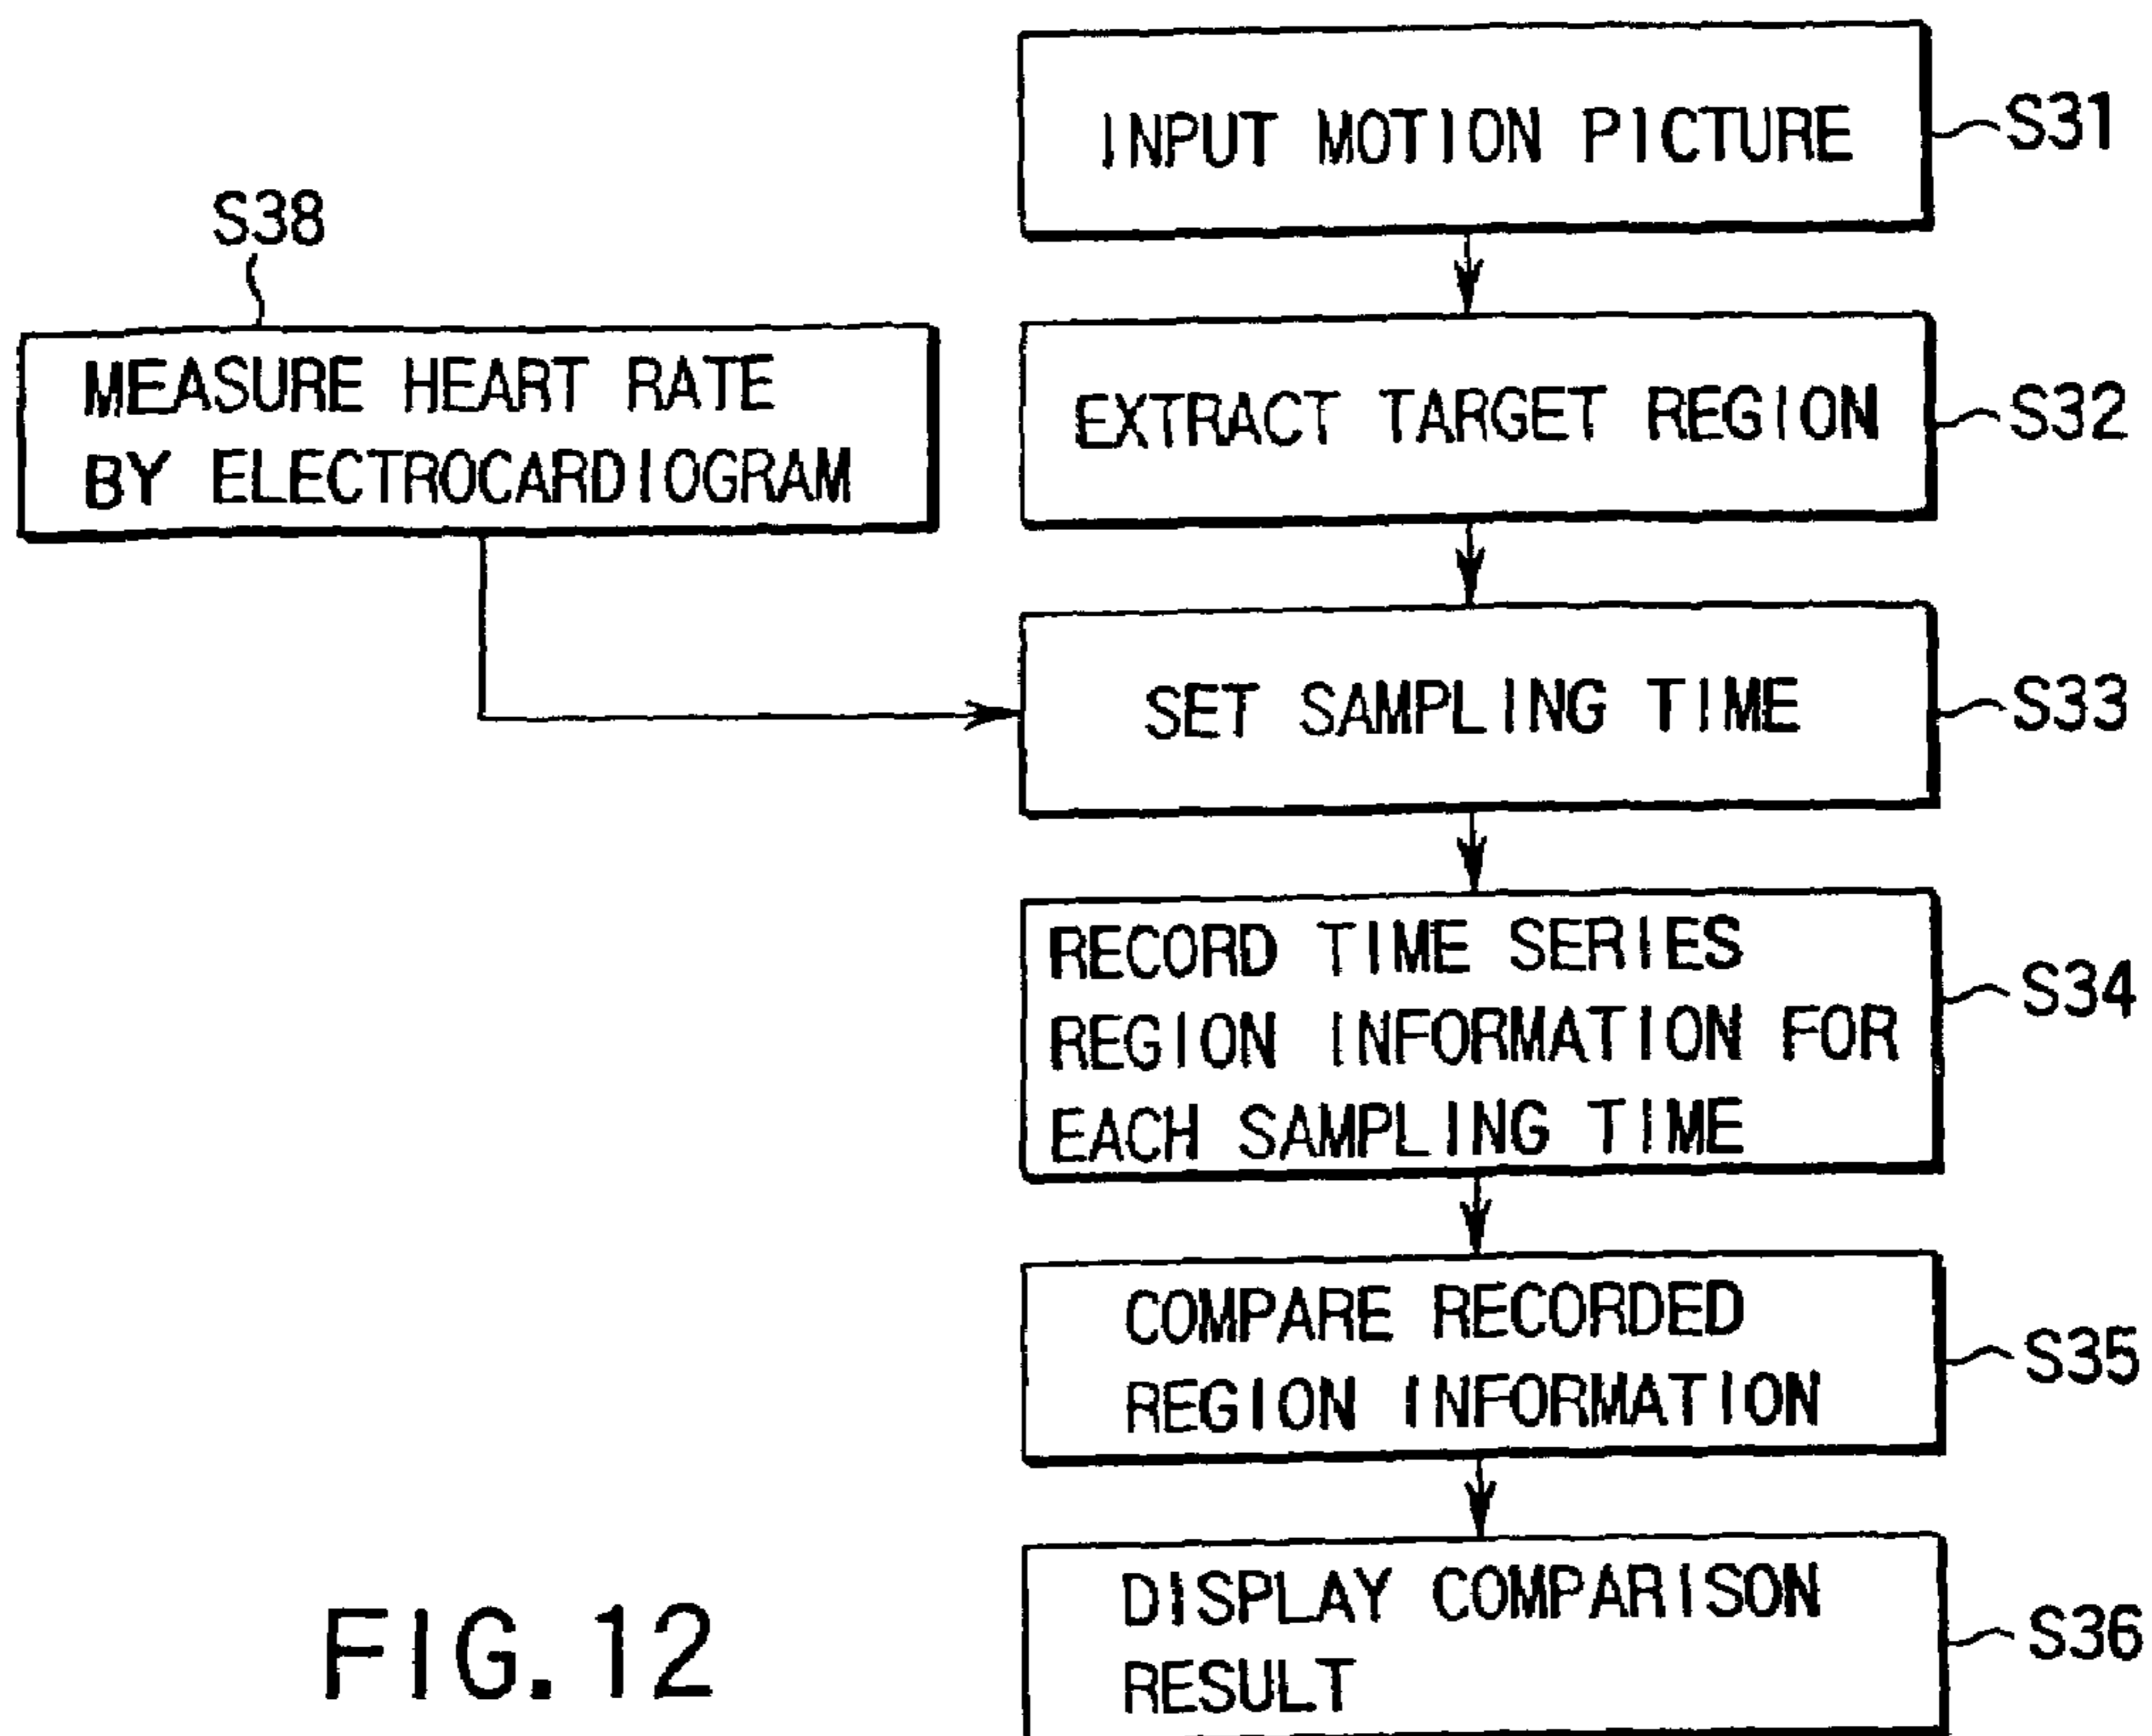 INPUT MOTION PICTURE
S31
S38
MEASURE HEART RATE
BY ELECTROCARDIOGRAM
EXTRACT TARGET REGION
S32
SET SAMPLING TIME
S33
RECORD TIME SERIES
REGION INFORMATION FOR
EACH SAMPLING TIME
S34
COMPARE RECORDED
REGION INFORMATION
S35
DISPLAY COMPARISON
RESULT
S36
FIG.12